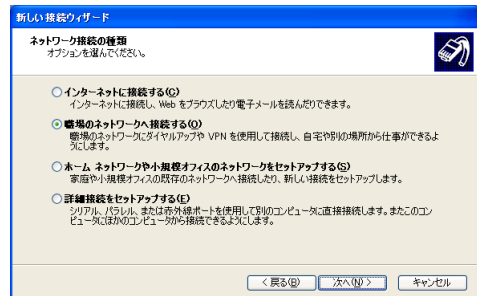 新しい接続ウィザード
ネットワーク接続の種類
オプションを選んでください。
インターネットに接続する(C)
インターネットに接続し、Web をブラウズしたり電子メールを読んだりできます。
職場のネットワークへ接続する(O)
職場のネットワークにダイヤルアップや VPN を使用して接続し、自宅や別の場所から仕事ができるよ
うにします。
ホーム ネットワークや小規模オフィスのネットワークをセットアップする(S)
家庭や小規模オフィスの既存のネットワークへ接続したり、新しい接続をセットアップします。
詳細接続をセットアップする(E)
シリアル、パラレル、または赤外線ポートを使用して別のコンピュータに直接接続します。またこのコン
ピュータにほかのコンピュータから接続できるようにします。
< 戻る(B)
次へ(N) >
キャンセル